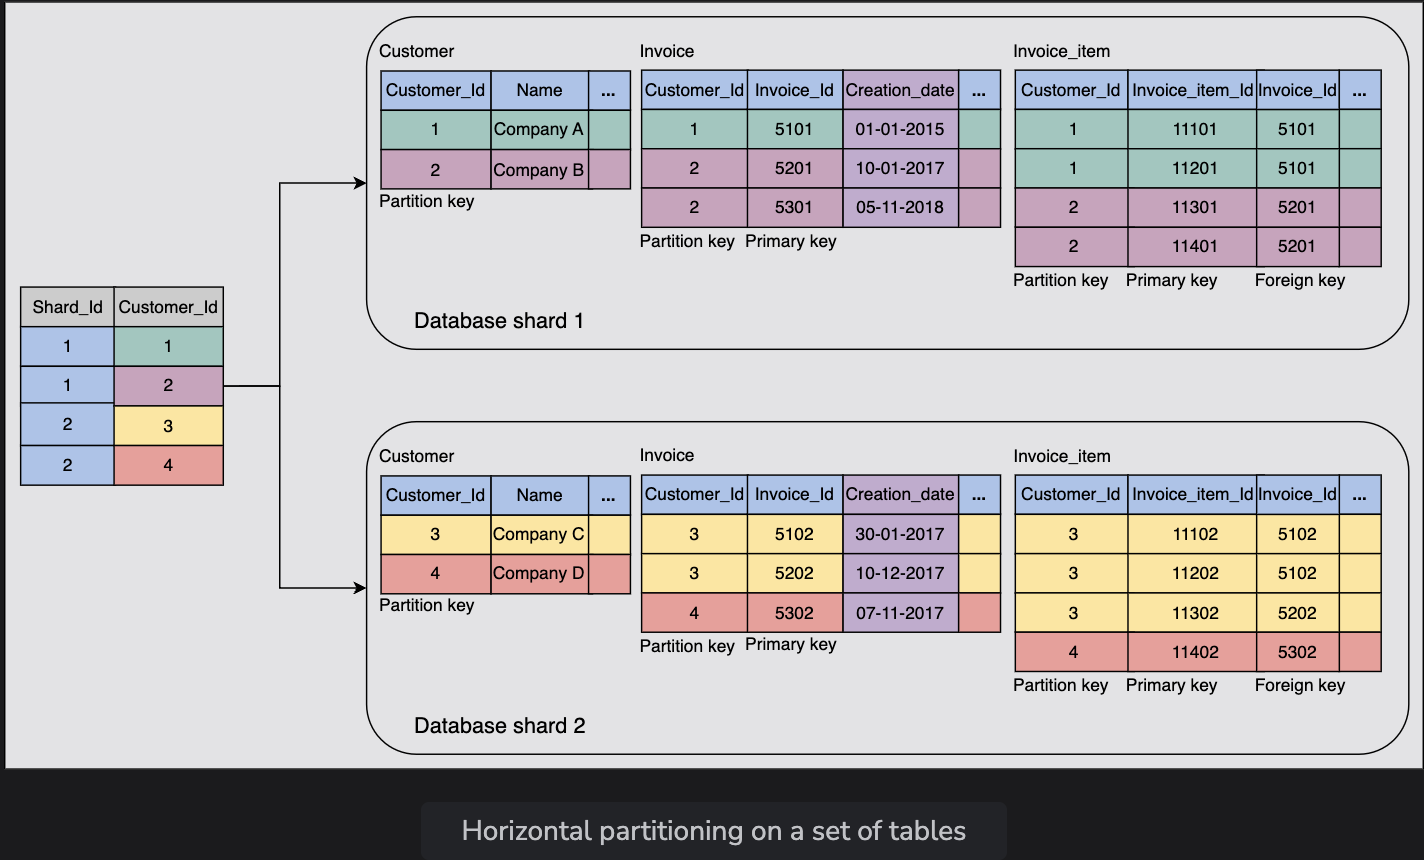 Shard_Id Customer_Id
1 1
1 2
2 3
2 4
Customer
Customer_Id Name ...
1 Company A
2 Company B
Partition key
Invoice
Customer_Id Invoice_Id Creation_date ...
1 5101 01-01-2015
2 5201 10-01-2017
2 5301 05-11-2018
Partition key Primary key
Invoice_item
Customer_Id Invoice_item_Id Invoice_Id ...
1 11101 5101
1 11201 5101
2 11301 5201
2 11401 5201
Partition key Primary key Foreign key
Database shard 1
Customer
Customer_Id Name ...
3 Company C
4 Company D
Partition key
Invoice
Customer_Id Invoice_Id Creation_date ...
3 5102 30-01-2017
3 5202 10-12-2017
4 5302 07-11-2017
Partition key Primary key
Invoice_item
Customer_Id Invoice_item_Id Invoice_Id ...
3 11102 5102
3 11202 5102
3 11302 5202
4 11402 5302
Partition key Primary key Foreign key
Database shard 2
Horizontal partitioning on a set of tables